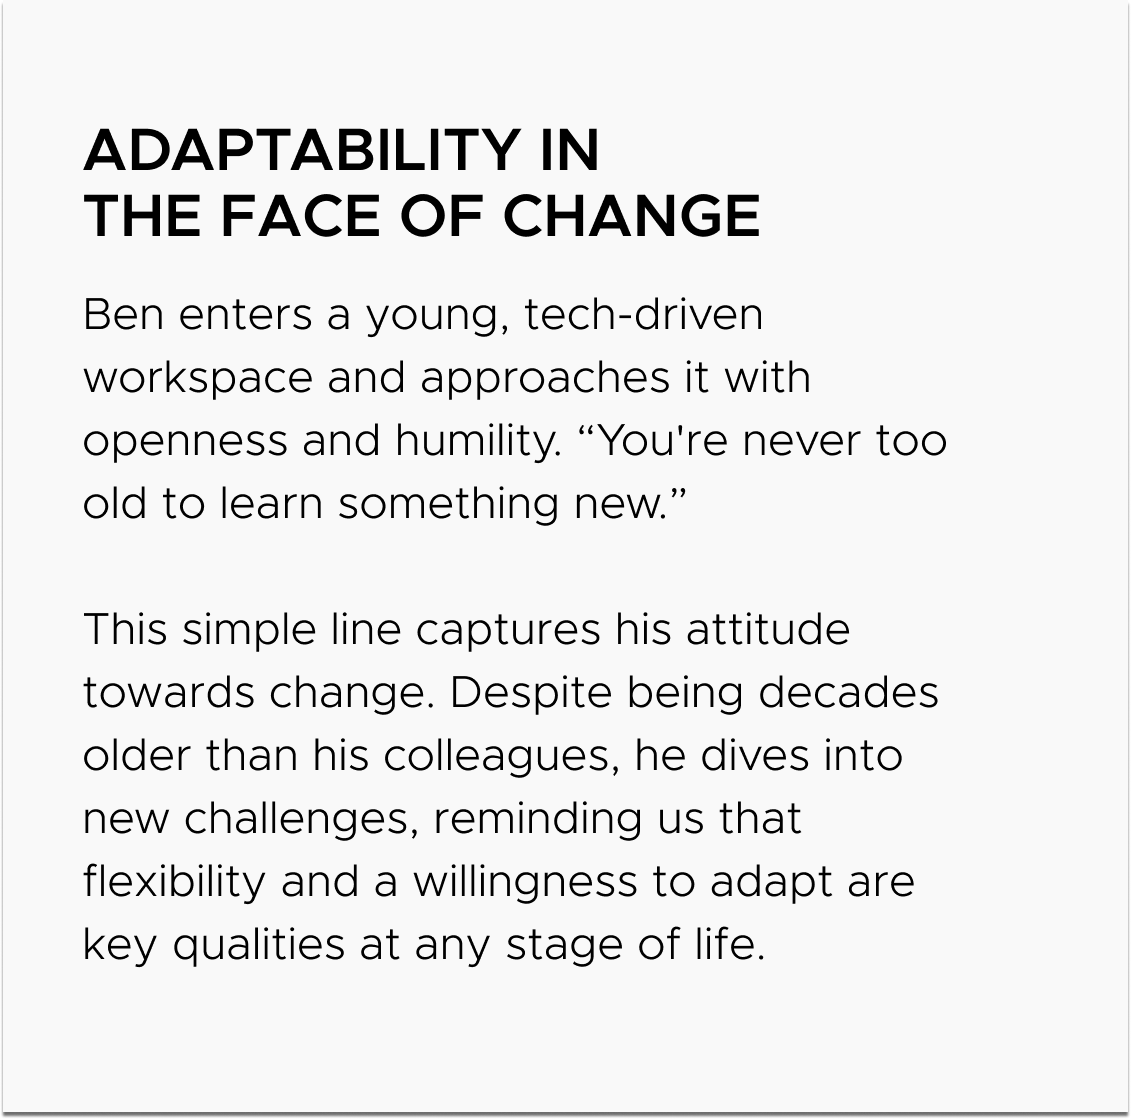 ADAPTABILITY IN
THE FACE OF CHANGE
Ben enters a young, tech-driven
workspace and approaches it with
openness and humility. “You're never too
old to learn something new.”
This simple line captures his attitude
towards change. Despite being decades
older than his colleagues, he dives into
new challenges, reminding us that
flexibility and a willingness to adapt are
key qualities at any stage of life.